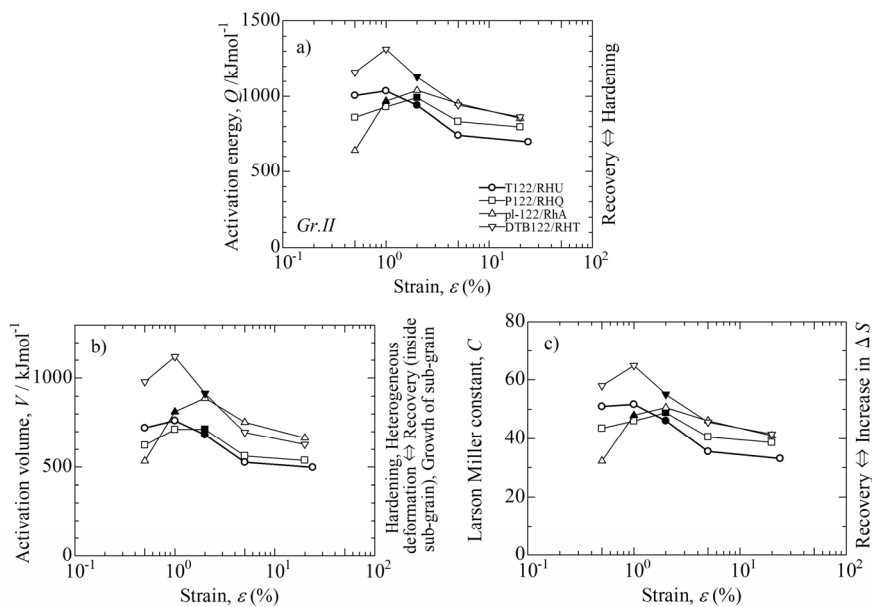 1500
a)
1000
500
0
Activation energy, Q /kJmol-1
Recovery ⇔ Hardening
T122/RHU
P122/RHQ
pl-122/RhA
DTB122/RHT
Gr.II
10-1 100 101 102
Strain, ε (%)
b)
1000
500
0
Activation volume, V / kJmol-1
Hardening, Heterogeneous
deformation ⇔ Recovery (inside
sub-grain), Growth of sub-grain
10-1 100 101 102
Strain, ε (%)
80
c)
60
40
20
0
Larson Miller constant, C
Recovery ⇔ Increase in ΔS
10-1 100 101 102
Strain, ε (%)